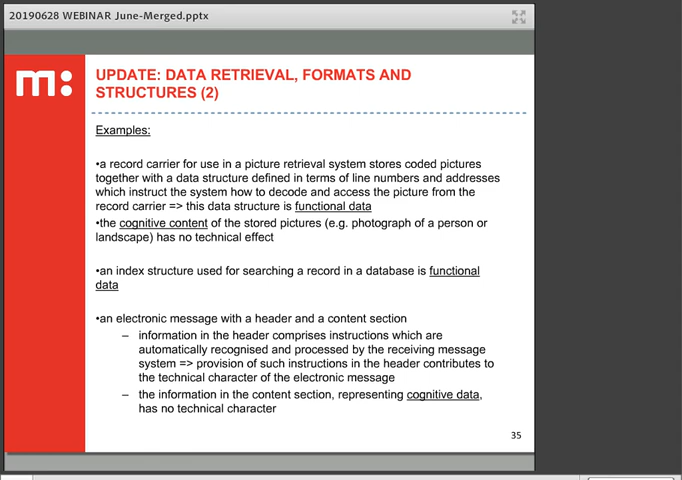 20190628 WEBINAR June-Merged.pptx
m:
UPDATE: DATA RETRIEVAL, FORMATS AND
STRUCTURES (2)
Examples:
•a record carrier for use in a picture retrieval system stores coded pictures
together with a data structure defined in terms of line numbers and addresses
which instruct the system how to decode and access the picture from the
record carrier => this data structure is functional data
•the cognitive content of the stored pictures (e.g. photograph of a person or
landscape) has no technical effect
•an index structure used for searching a record in a database is functional
data
•an electronic message with a header and a content section
– information in the header comprises instructions which are
automatically recognised and processed by the receiving message
system => provision of such instructions in the header contributes to
the technical character of the electronic message
– the information in the content section, representing cognitive data,
has no technical character
35